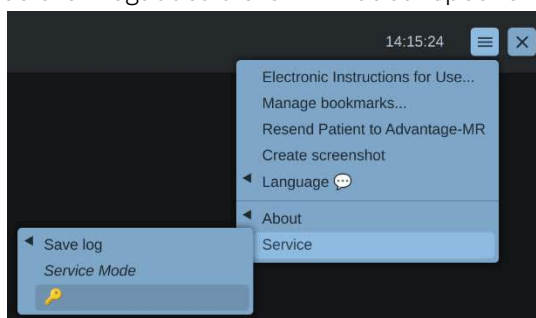 14:15:24
Electronic Instructions for Use...
Manage bookmarks...
Resend Patient to Advantage-MR
Create screenshot
Language 💬
About
Service
Save log
Service Mode